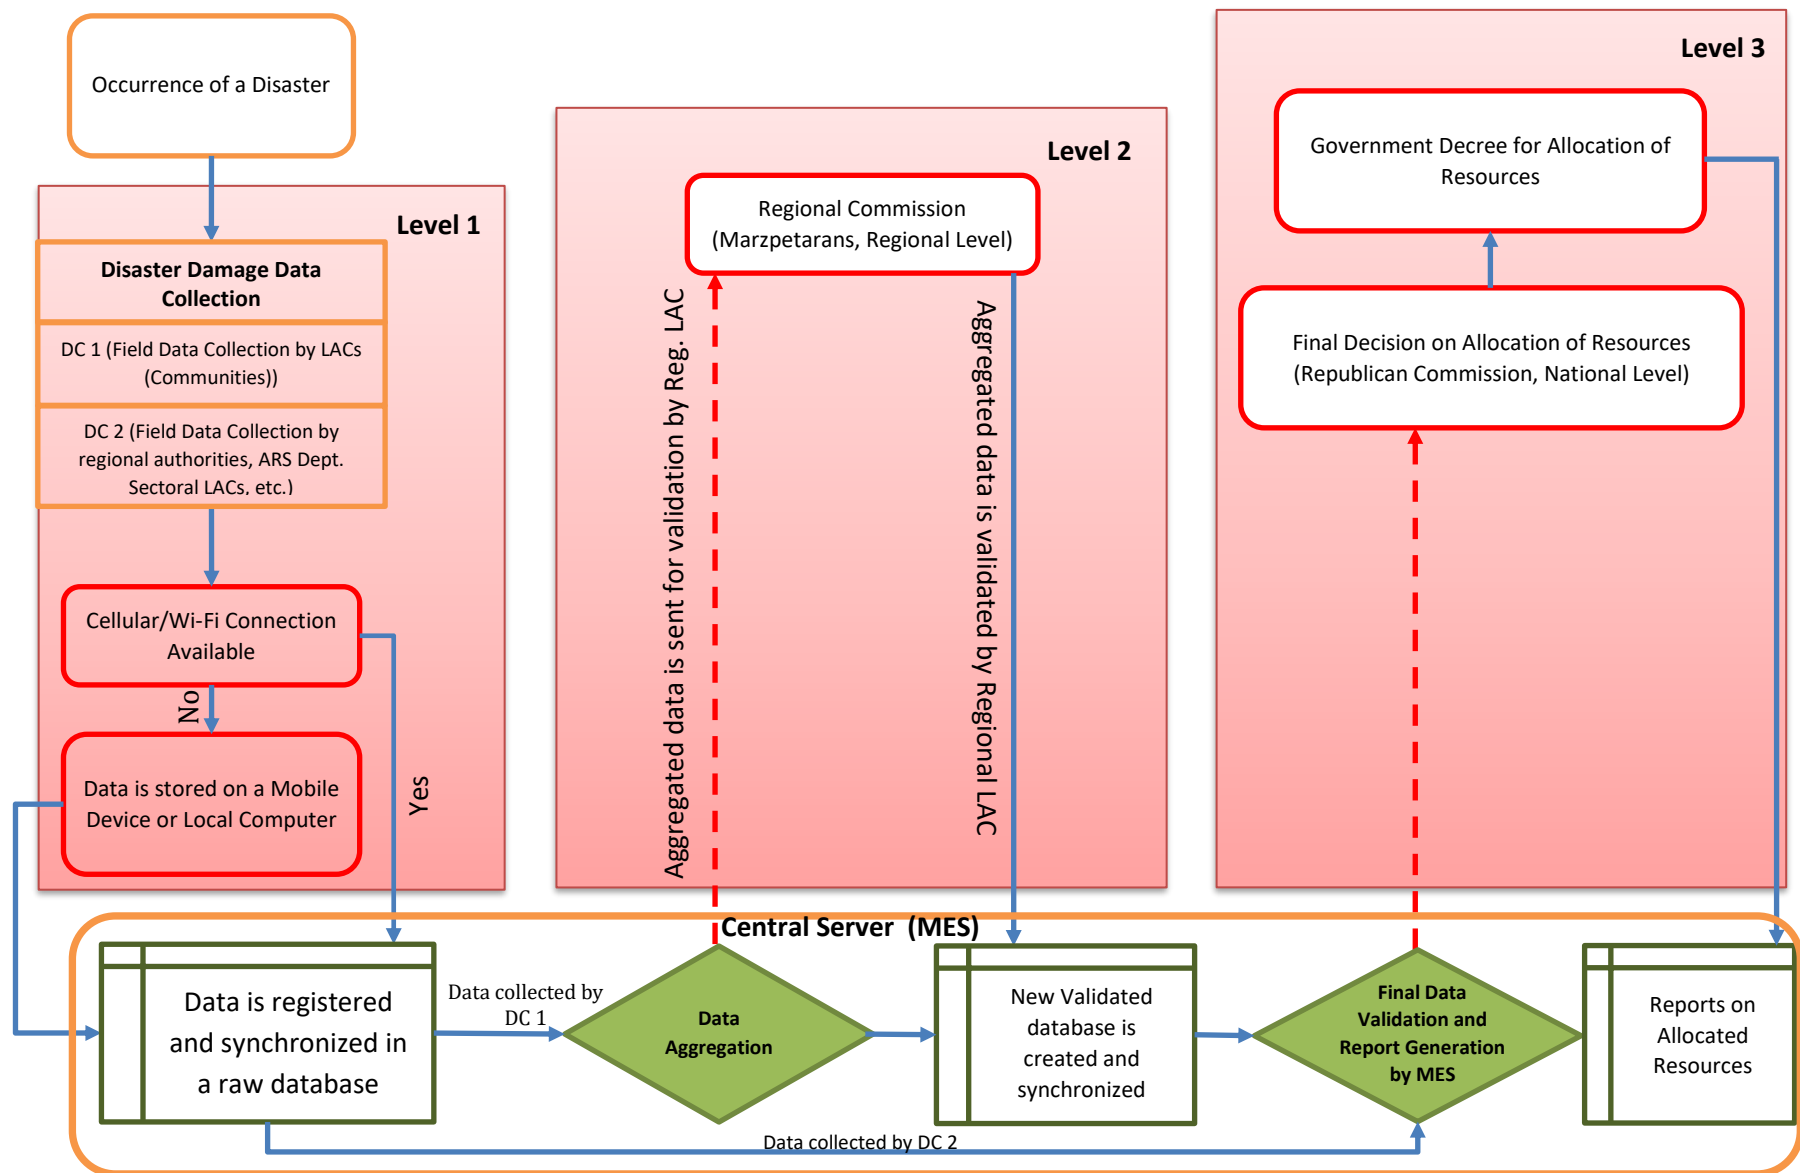 Occurrence of a Disaster
Level 1
Disaster Damage Data
Collection
DC 1 (Field Data Collection by LACs
(Communities))
DC 2 (Field Data Collection by
regional authorities, ARS Dept.
Sectoral LACs, etc.)
Cellular/Wi-Fi Connection
Available
No
Yes
Data is stored on a Mobile
Device or Local Computer
Level 2
Regional Commission
(Marzpetarans, Regional Level)
Aggregated data is sent for validation by Reg. LAC
Aggregated data is validated by Regional LAC
Level 3
Government Decree for Allocation of
Resources
Final Decision on Allocation of Resources
(Republican Commission, National Level)
Central Server (MES)
Data is registered
and synchronized in
a raw database
Data collected by
DC 1
Data
Aggregation
New Validated
database is
created and
synchronized
Final Data
Validation and
Report Generation
by MES
Reports on
Allocated
Resources
Data collected by DC 2